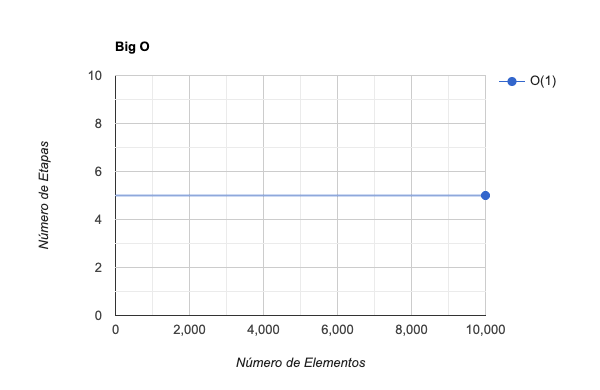 Big O
O(1)
Número de Etapas
10
8
6
4
2
0
0 2,000 4,000 6,000 8,000 10,000
Número de Elementos